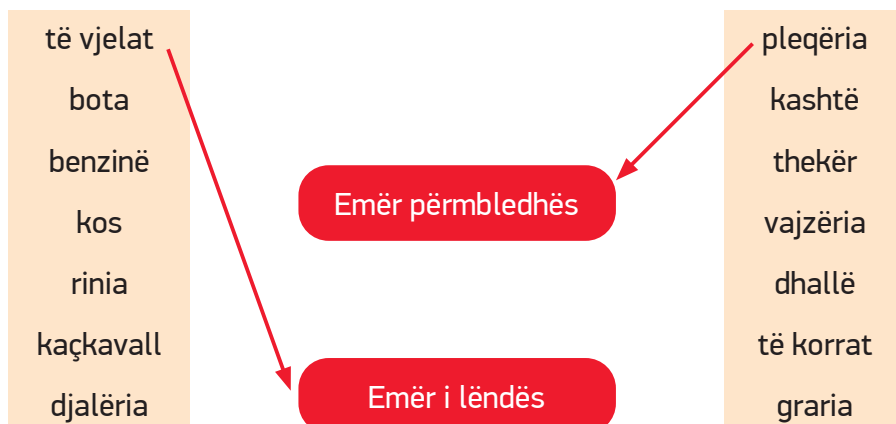 të vjelat
bota
benzinë
kos
rinia
kaçkavall
djalëria
Emër përmbledhës
Emër i lëndës
pleqëria
kashtë
thekër
vajzëria
dhallë
të korrat
graria